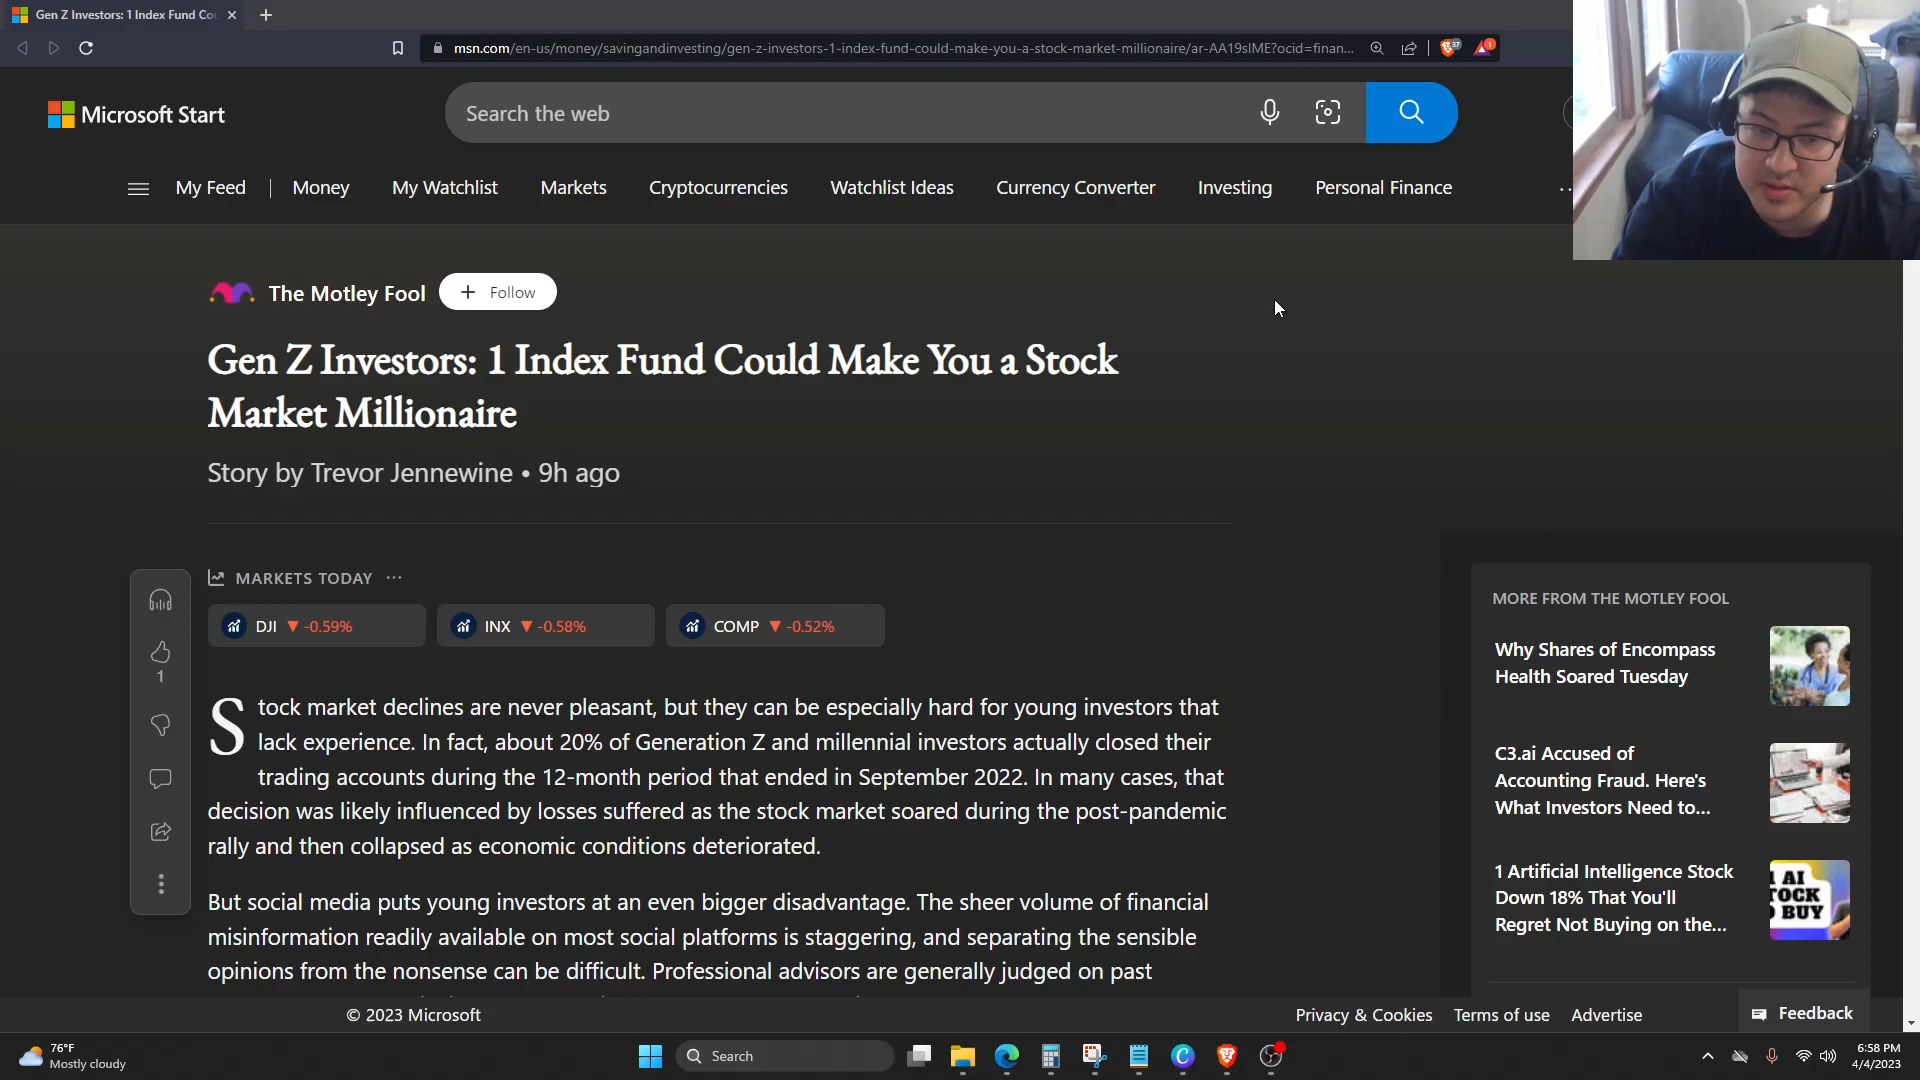 Gen Z Investors: 1 Index Fund Cou
msn.com/en-us/money/savingandinvesting/gen-z-investors-1-index-fund-could-make-you-a-stock-market-millionaire/ar-AA19sIME?ocid=finan...
37
1
Microsoft Start
Search the web
My Feed
Money
My Watchlist
Markets
Cryptocurrencies
Watchlist Ideas
Currency Converter
Investing
Personal Finance
The Motley Fool
+ Follow
Gen Z Investors: 1 Index Fund Could Make You a Stock
Market Millionaire
Story by Trevor Jennewine • 9h ago
MARKETS TODAY ...
DJI ▼ -0.59%
INX ▼ -0.58%
COMP ▼ -0.52%
1
Stock market declines are never pleasant, but they can be especially hard for young investors that
lack experience. In fact, about 20% of Generation Z and millennial investors actually closed their
trading accounts during the 12-month period that ended in September 2022. In many cases, that
decision was likely influenced by losses suffered as the stock market soared during the post-pandemic
rally and then collapsed as economic conditions deteriorated.
But social media puts young investors at an even bigger disadvantage. The sheer volume of financial
misinformation readily available on most social platforms is staggering, and separating the sensible
opinions from the nonsense can be difficult. Professional advisors are generally judged on past
MORE FROM THE MOTLEY FOOL
Why Shares of Encompass
Health Soared Tuesday
C3.ai Accused of
Accounting Fraud. Here's
What Investors Need to...
1 Artificial Intelligence Stock
Down 18% That You'll
Regret Not Buying on the...
1 AI
TOCK
O BUY
© 2023 Microsoft
Privacy & Cookies
Terms of use
Advertise
Feedback
76°F
Mostly cloudy
Search
6:58 PM
4/4/2023